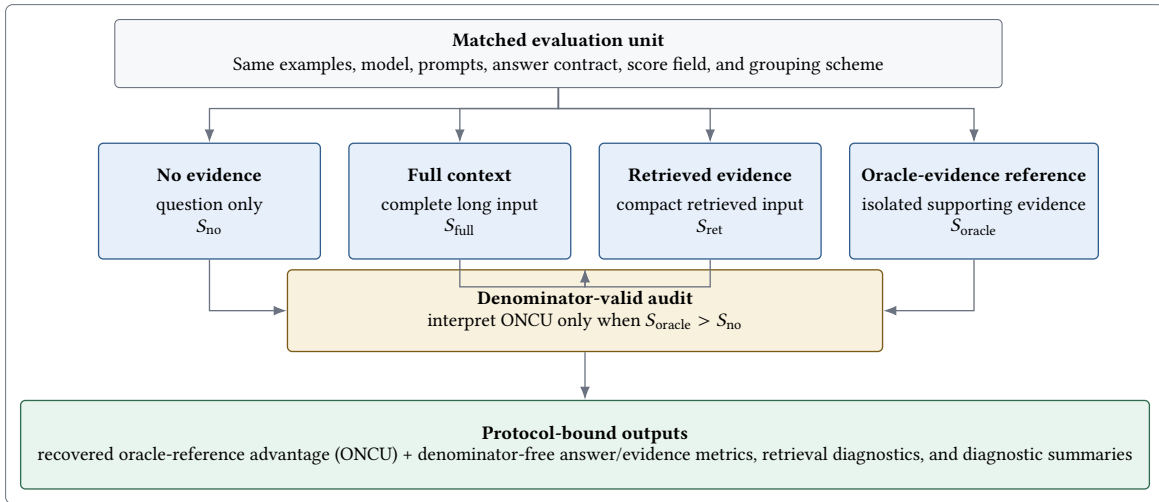 Matched evaluation unit
Same examples, model, prompts, answer contract, score field, and grouping scheme
No evidence
question only
S_no
Full context
complete long input
S_full
Retrieved evidence
compact retrieved input
S_ret
Oracle-evidence reference
isolated supporting evidence
S_oracle
Denominator-valid audit
interpret ONCU only when S_oracle > S_no
Protocol-bound outputs
recovered oracle-reference advantage (ONCU) + denominator-free answer/evidence metrics, retrieval diagnostics, and diagnostic summaries